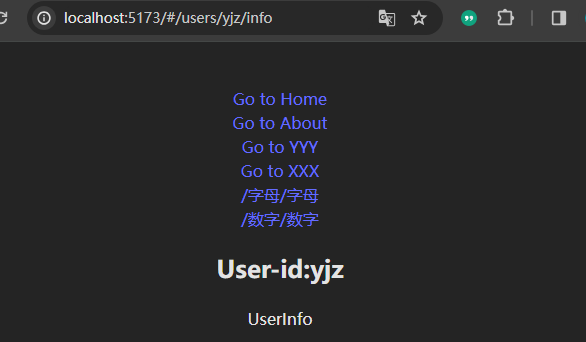 localhost:5173/#/users/yjz/info
Go to Home
Go to About
Go to YYY
Go to XXX
/字母/字母
/数字/数字
User-id:yjz
UserInfo